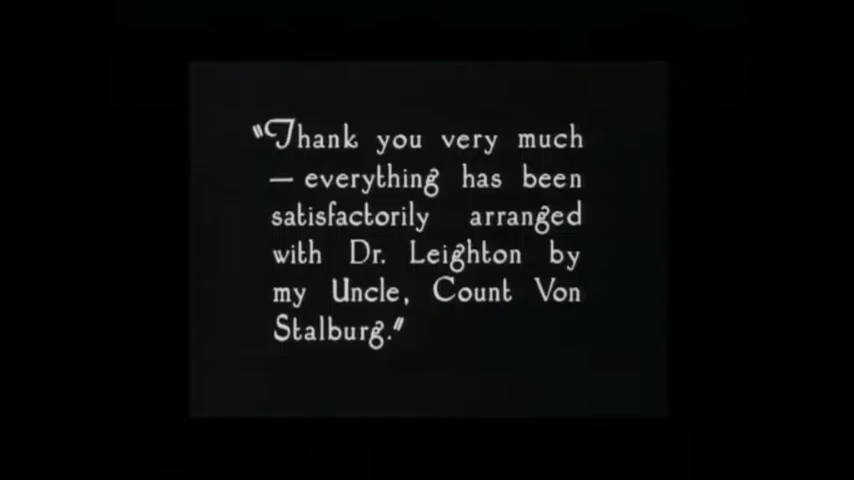 "Thank you very much
— everything has been
satisfactorily arranged
with Dr. Leighton by
my Uncle, Count Von
Stalburg."